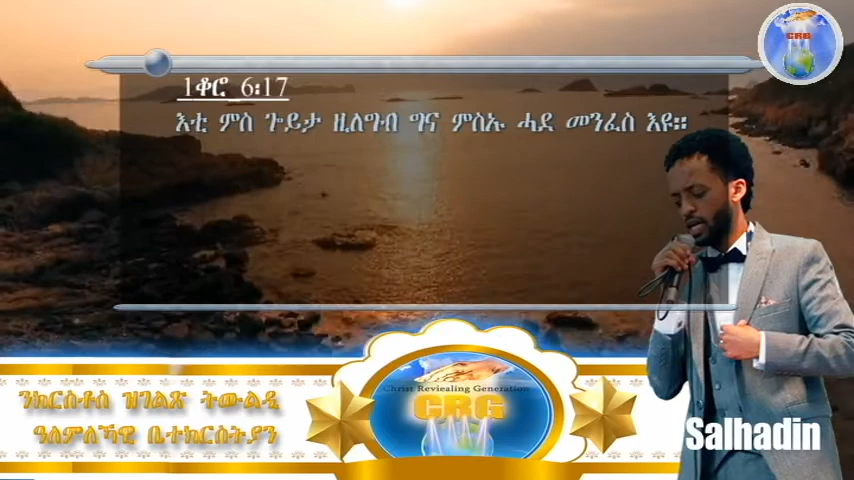 CRG
1ቆሮ 6፡17
እቲ ምስ ጐይታ ዚለግብ ግና ምስኡ ሓደ መንፈስ እዩ።
Christ Reviealing Generation
CRG
ንክርስቶስ ዝገልጽ ትውልዲ
ዓለምለኻዊ ቤተክርስትያን
Salhadin